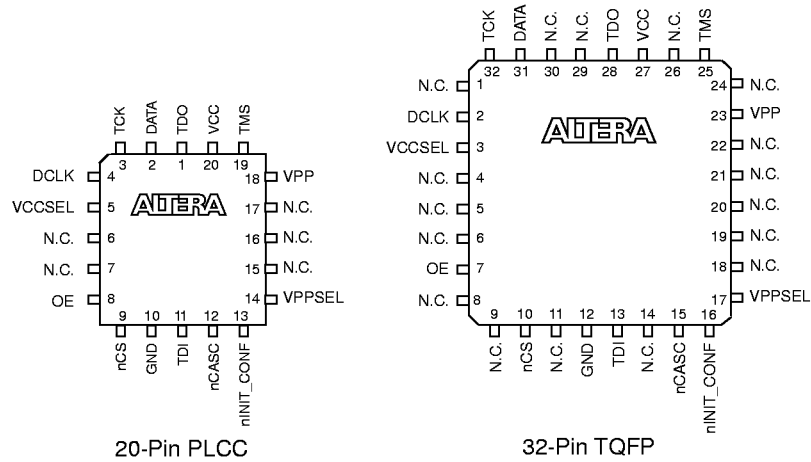 TCK DATA TDO VCC TMS
3 2 1 20 19
DCLK 4 18 VPP
VCCSEL 5 17 N.C.
N.C. 6 16 N.C.
N.C. 7 15 N.C.
OE 8 14 VPPSEL
ALTERA
9 10 11 12 13
nCS GND TDI nCASC nINIT_CONF
20-Pin PLCC
TCK DATA N.C. N.C. TDO VCC N.C. TMS
32 31 30 29 28 27 26 25
N.C. 1 24 N.C.
DCLK 2 23 VPP
VCCSEL 3 22 N.C.
N.C. 4 21 N.C.
N.C. 5 20 N.C.
N.C. 6 19 N.C.
OE 7 18 N.C.
N.C. 8 17 VPPSEL
ALTERA
9 10 11 12 13 14 15 16
N.C. nCS N.C. GND TDI N.C. nCASC nINIT_CONF
32-Pin TQFP